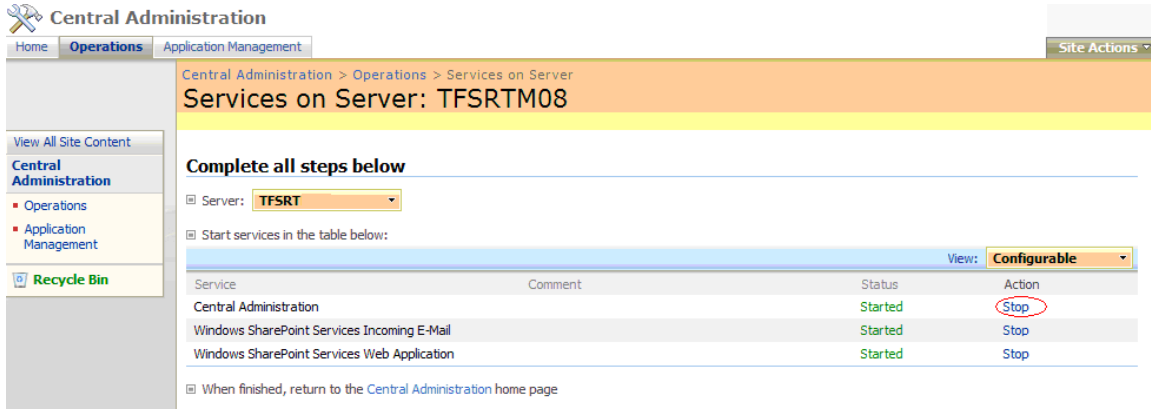 Central Administration
Home Operations Application Management Site Actions
Central Administration > Operations > Services on Server
Services on Server: TFSRTM08
View All Site Content
Central Administration
Operations
Application Management
Recycle Bin
Complete all steps below
Server: TFSRT
Start services in the table below:
View: Configurable
Service Comment Status Action
Central Administration Started Stop
Windows SharePoint Services Incoming E-Mail Started Stop
Windows SharePoint Services Web Application Started Stop
When finished, return to the Central Administration home page